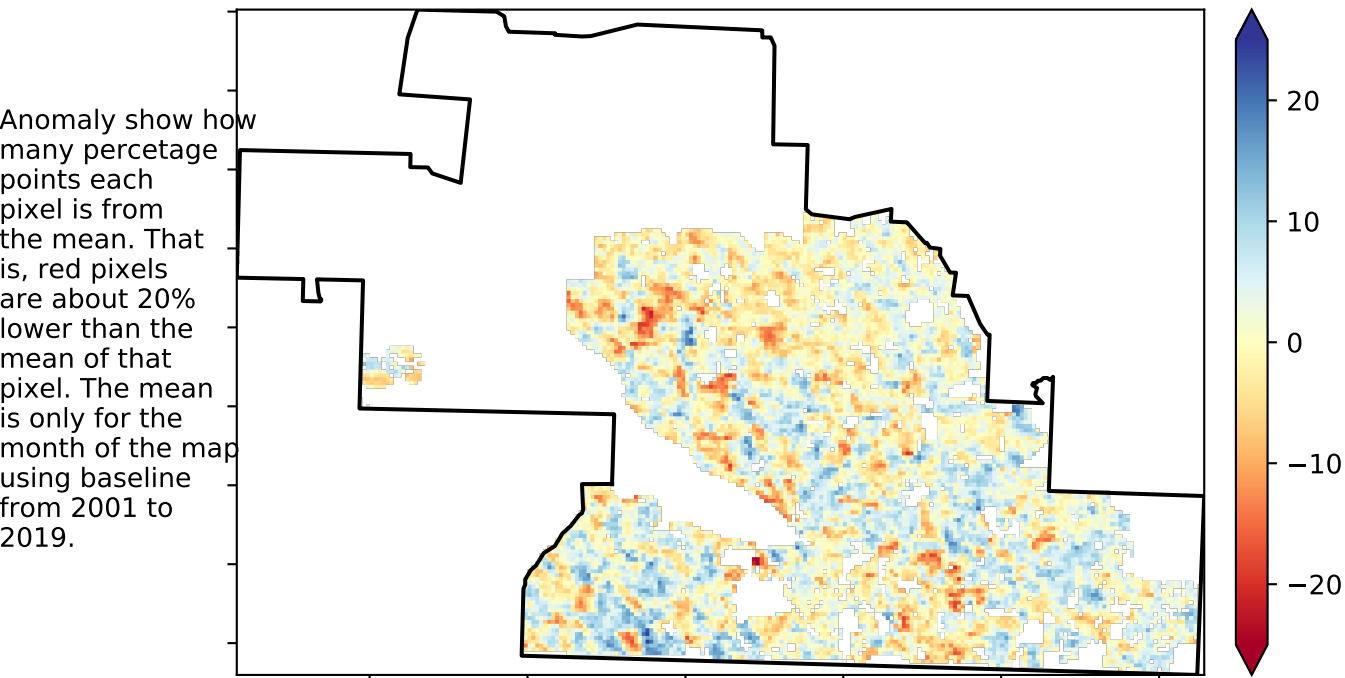 Anomaly show how
many percetage
points each
pixel is from
the mean. That
is, red pixels
are about 20%
lower than the
mean of that
pixel. The mean
is only for the
month of the map
using baseline
from 2001 to
2019.
20
10
0
−10
−20